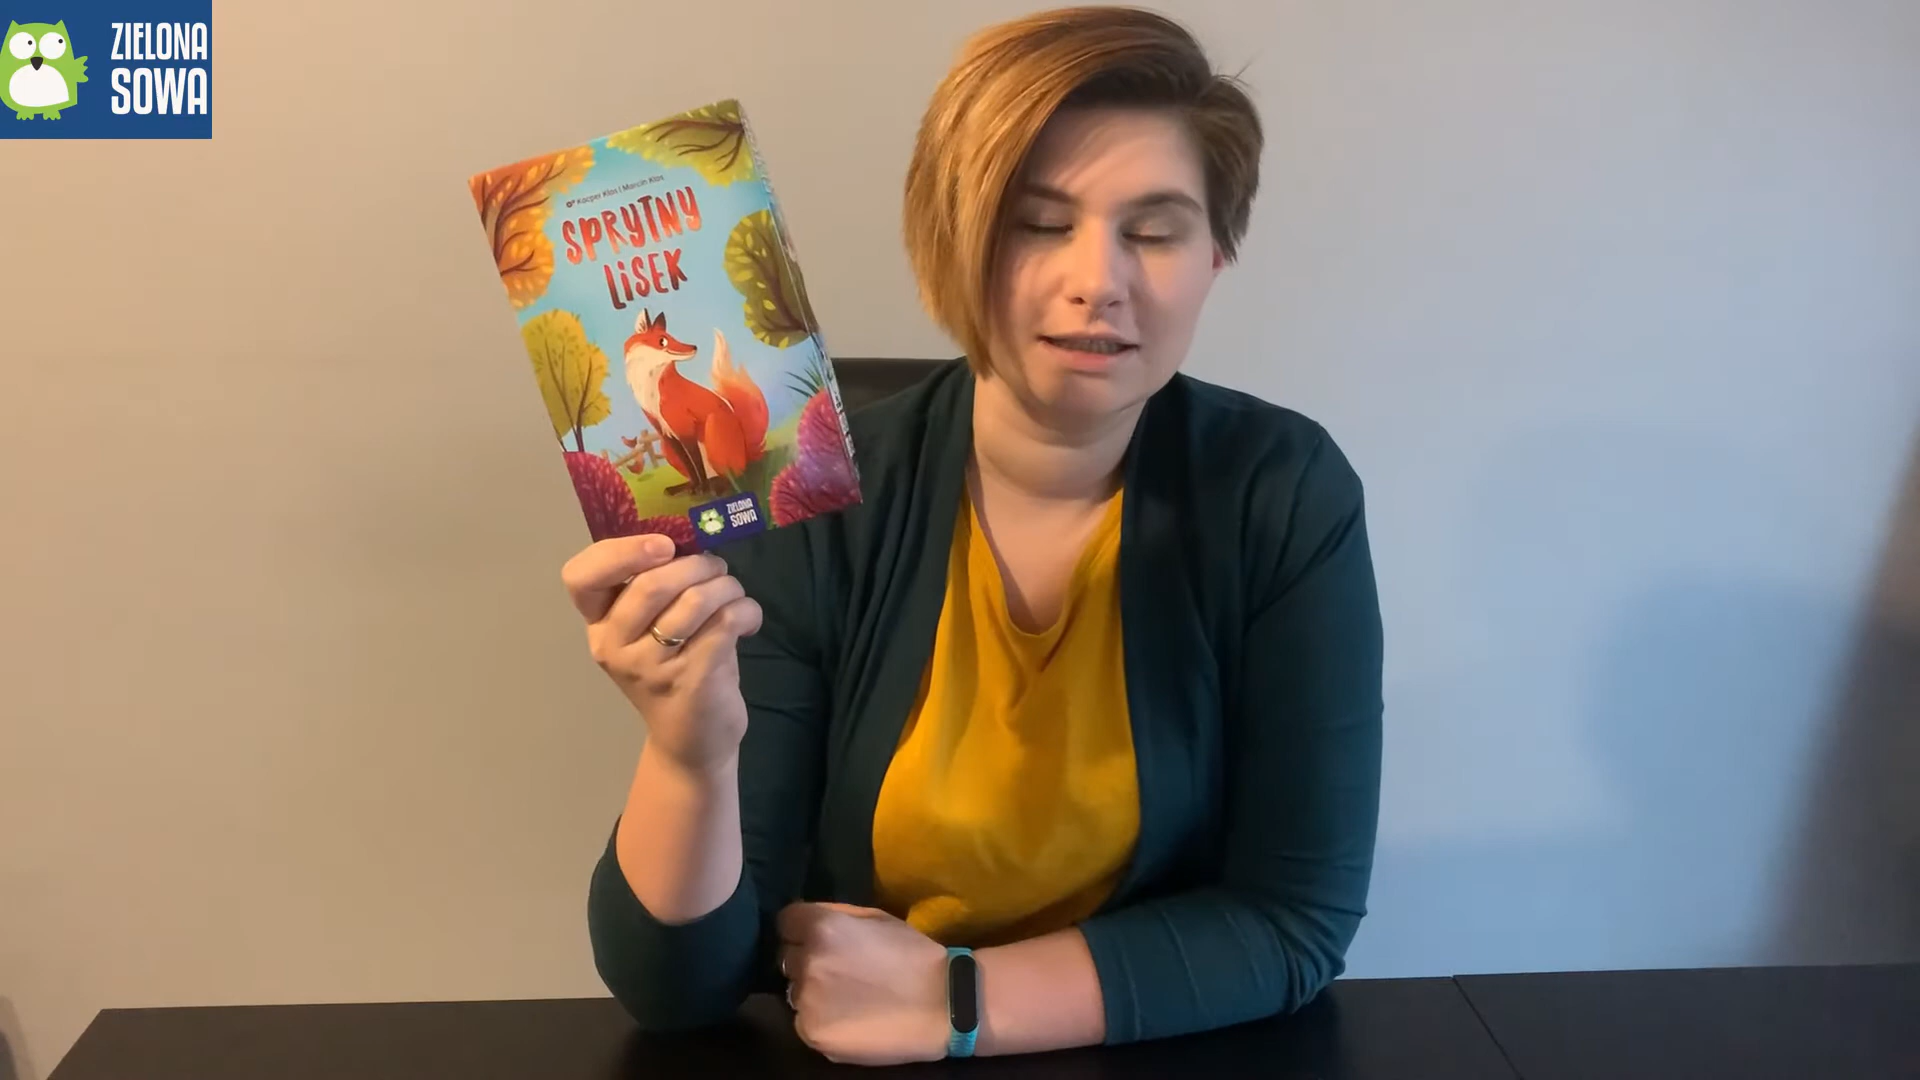 ZIELONA
SOWA
Kacper Kłos i Marcin Kłos
SPRYTNY
LiSEK
ZIELONA
SOWA